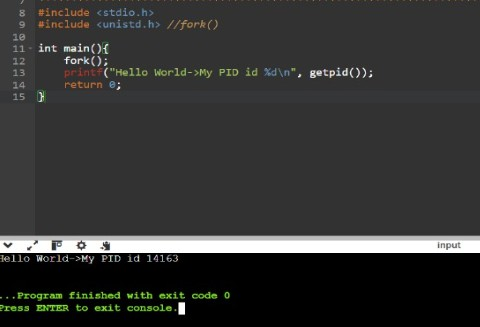 8 #include <stdio.h>
9 #include <unistd.h> //fork()
10
11 int main(){
12 fork();
13 printf("Hello World->My PID id %d\n", getpid());
14 return 0;
15 }
input
Hello World->My PID id 14163
...Program finished with exit code 0
Press ENTER to exit console.